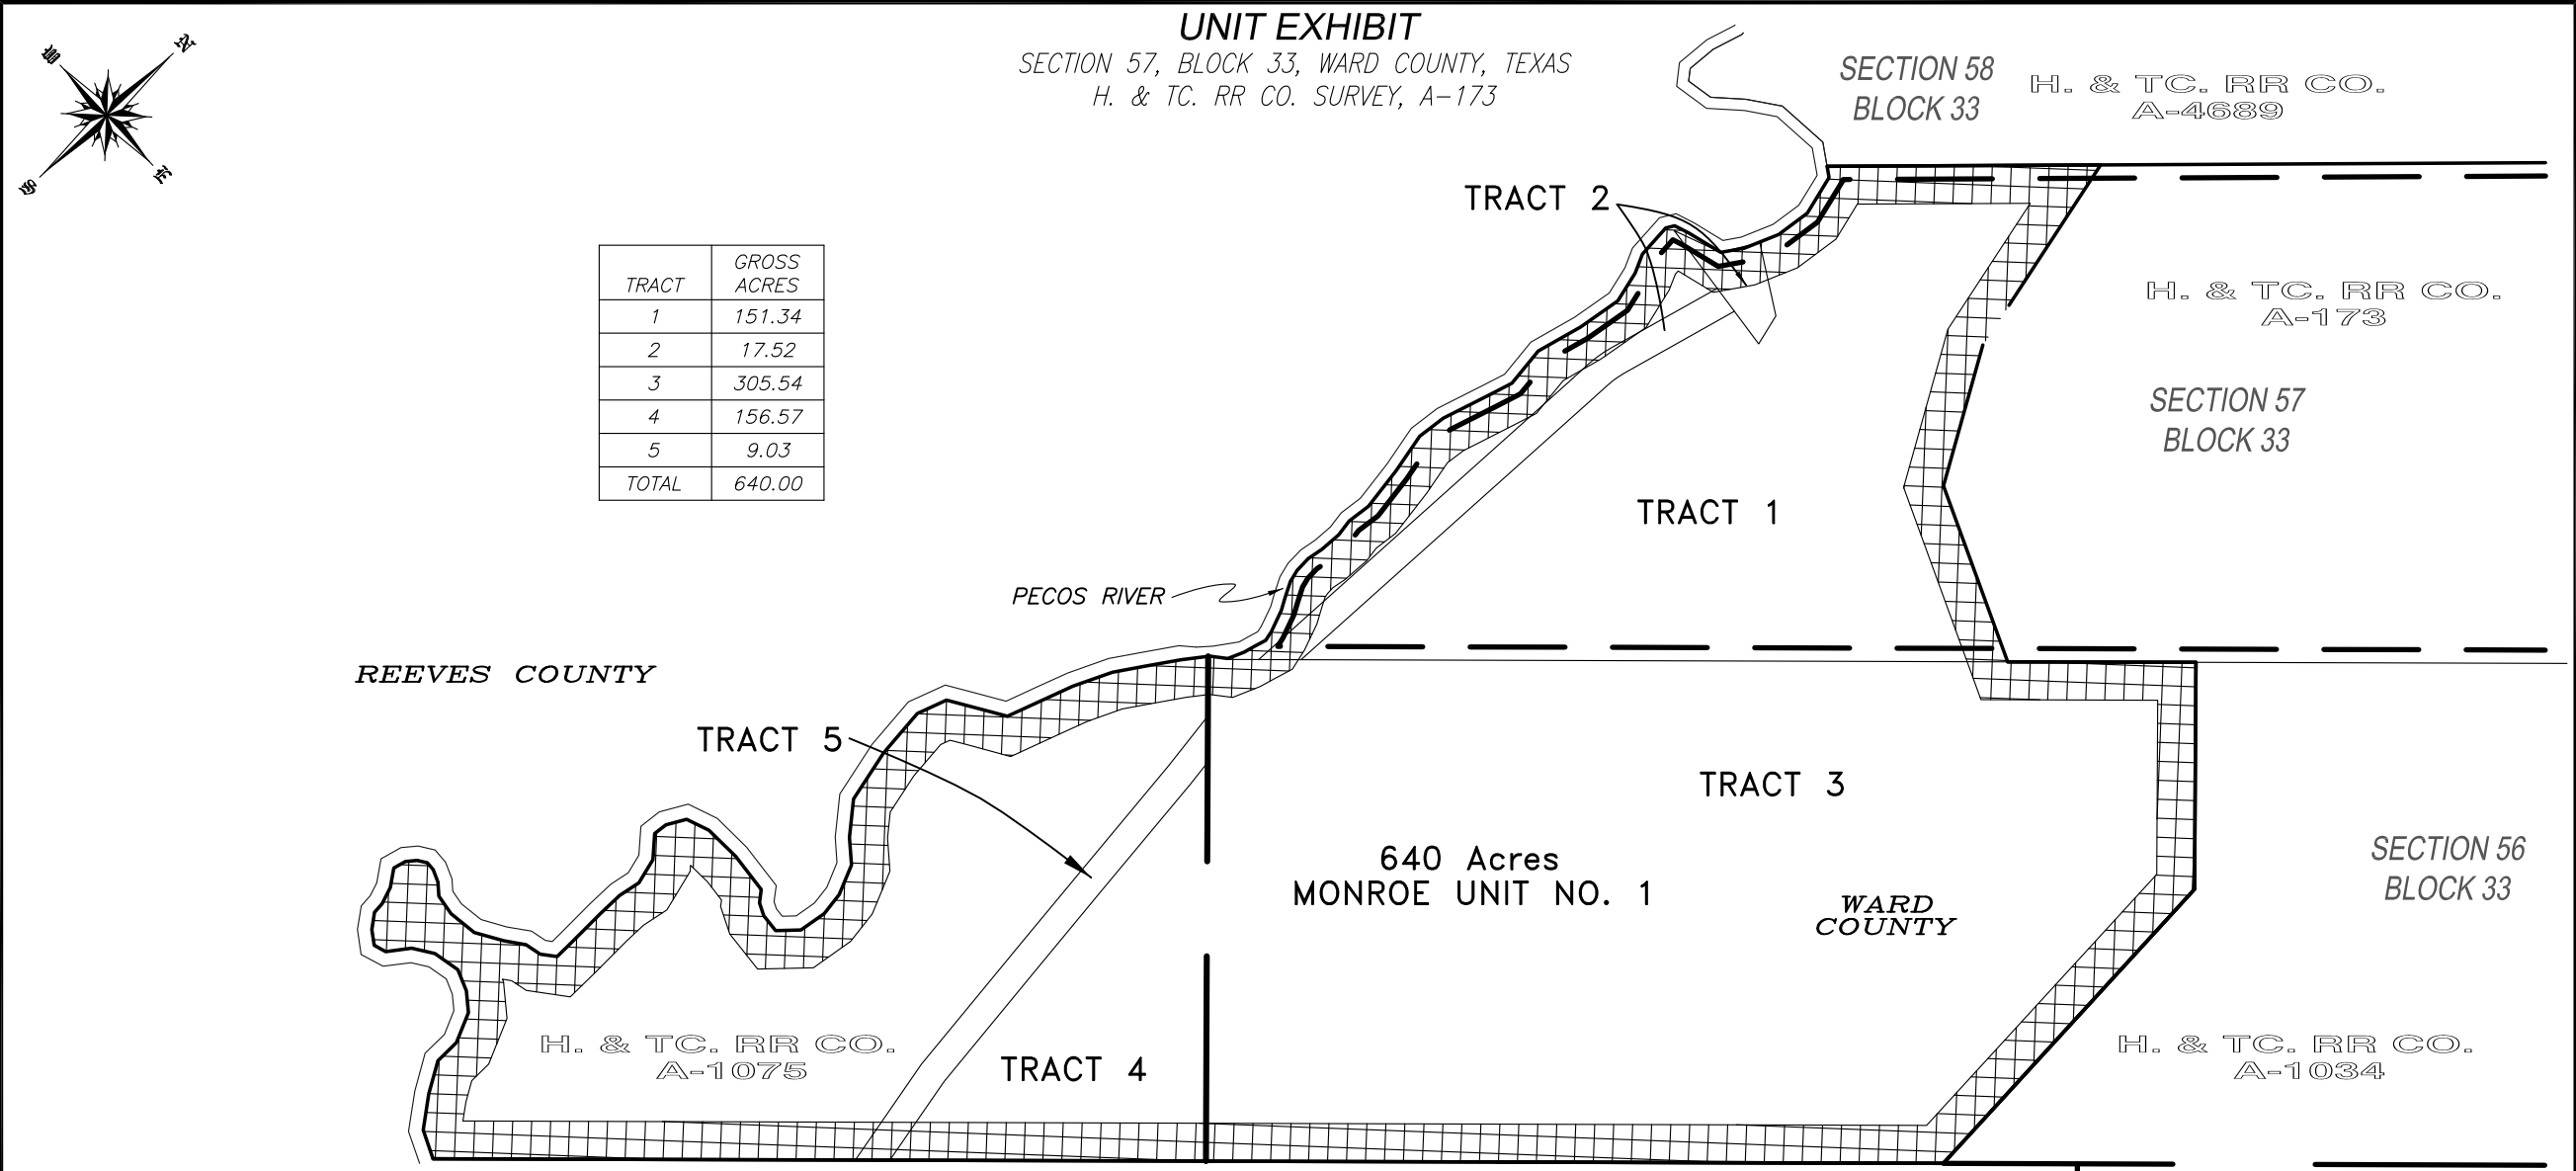 UNIT EXHIBIT
SECTION 57, BLOCK 33, WARD COUNTY, TEXAS
H. & TC. RR CO. SURVEY, A-173
N
W
S
E
SECTION 58
BLOCK 33
H. & TC. RR CO.
A-4689
TRACT 2
TRACT GROSS ACRES
1 151.34
2 17.52
3 305.54
4 156.57
5 9.03
TOTAL 640.00
H. & TC. RR CO.
A-173
SECTION 57
BLOCK 33
TRACT 1
PECOS RIVER
REEVES COUNTY
TRACT 5
TRACT 3
640 Acres
MONROE UNIT NO. 1
WARD
COUNTY
SECTION 56
BLOCK 33
H. & TC. RR CO.
A-1075
TRACT 4
H. & TC. RR CO.
A-1034